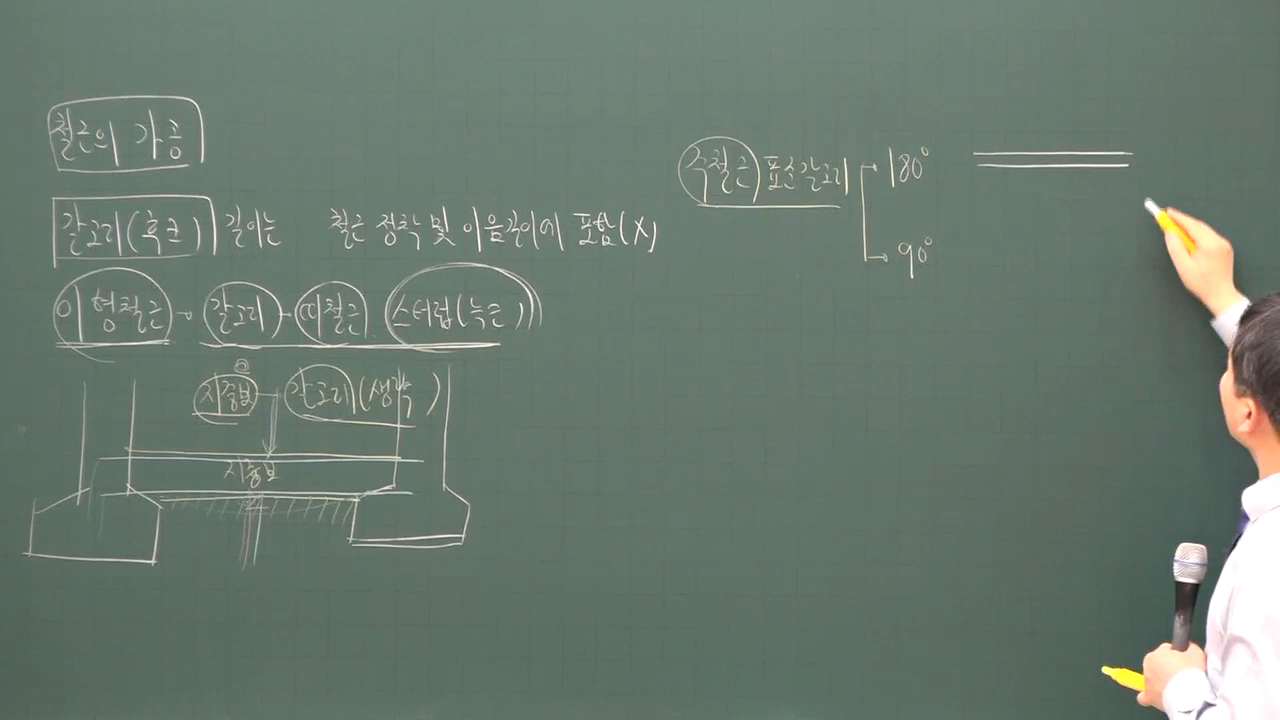 철근의 가공
갈고리(훅크) 길이는 철근 정착 및 이음길이에 포함(X)
이형철근 → 갈고리 - 띠철근, 스터럽(늑근)
지중보 → 갈고리(생략)
지중보
주철근 표준갈고리 → 180°
→ 90°